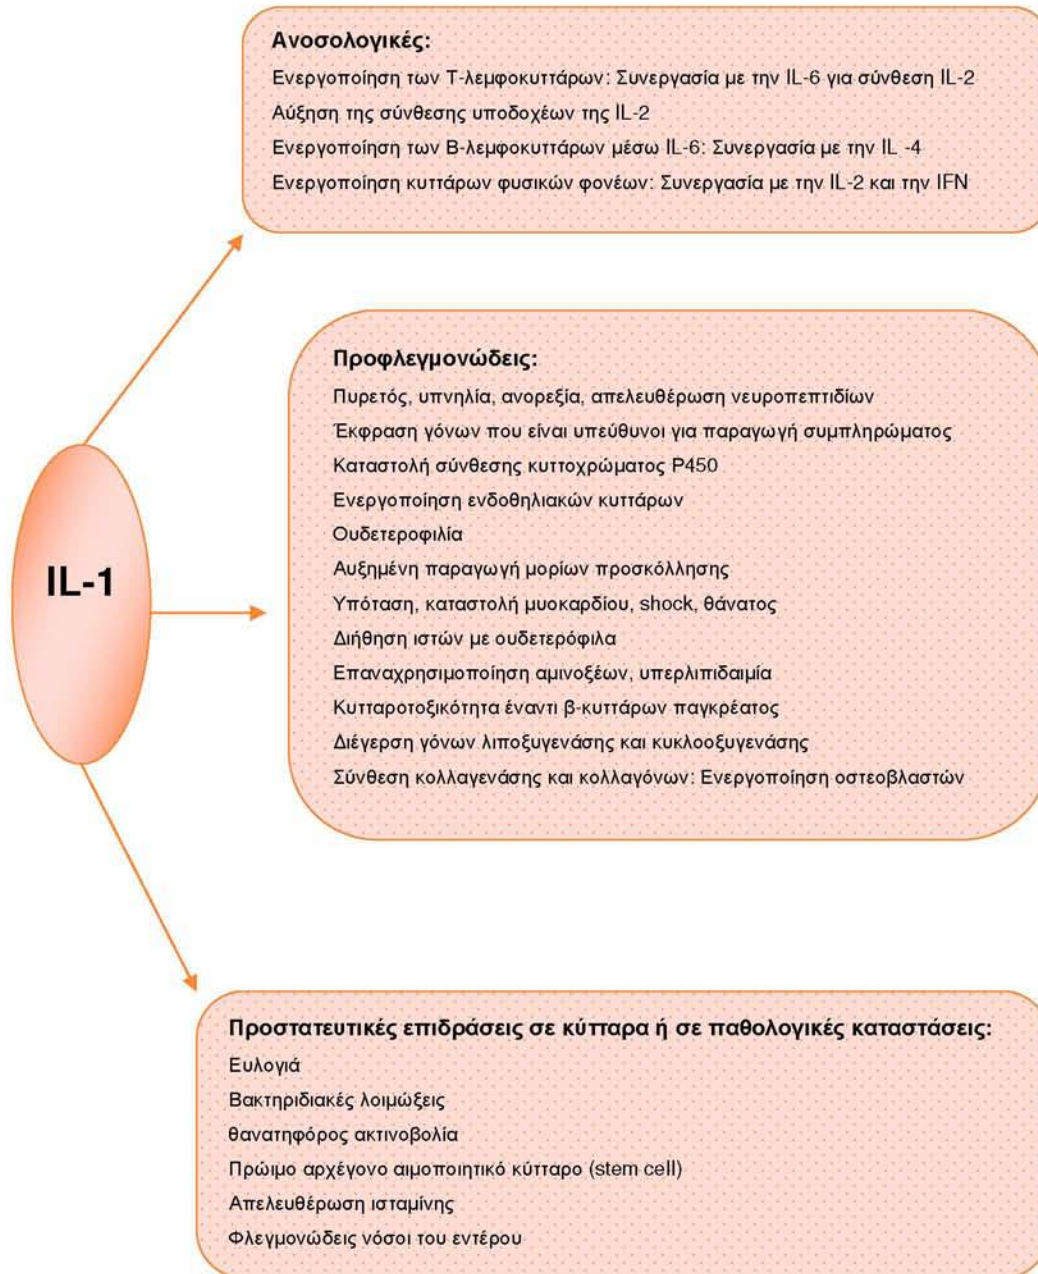 Ανοσολογικές:
Ενεργοποίηση των Τ-λεμφοκυττάρων: Συνεργασία με την IL-6 για σύνθεση IL-2
Αύξηση της σύνθεσης υποδοχέων της IL-2
Ενεργοποίηση των Β-λεμφοκυττάρων μέσω IL-6: Συνεργασία με την IL -4
Ενεργοποίηση κυττάρων φυσικών φονέων: Συνεργασία με την IL-2 και την IFN
Προφλεγμονώδεις:
Πυρετός, υπνηλία, ανορεξία, απελευθέρωση νευροπεπτιδίων
Έκφραση γόνων που είναι υπεύθυνοι για παραγωγή συμπληρώματος
Καταστολή σύνθεσης κυττοχρώματος P450
Ενεργοποίηση ενδοθηλιακών κυττάρων
Ουδετεροφιλία
Αυξημένη παραγωγή μορίων προσκόλλησης
Υπόταση, καταστολή μυοκαρδίου, shock, θάνατος
Διήθηση ιστών με ουδετερόφιλα
Επαναχρησιμοποίηση αμινοξέων, υπερλιπιδαιμία
Κυτταροτοξικότητα έναντι β-κυττάρων παγκρέατος
Διέγερση γόνων λιποξυγενάσης και κυκλοοξυγενάσης
Σύνθεση κολλαγενάσης και κολλαγόνων: Ενεργοποίηση οστεοβλαστών
IL-1
Προστατευτικές επιδράσεις σε κύτταρα ή σε παθολογικές καταστάσεις:
Ευλογιά
Βακτηριδιακές λοιμώξεις
θανατηφόρος ακτινοβολία
Πρώιμο αρχέγονο αιμοποιητικό κύτταρο (stem cell)
Απελευθέρωση ισταμίνης
Φλεγμονώδεις νόσοι του εντέρου